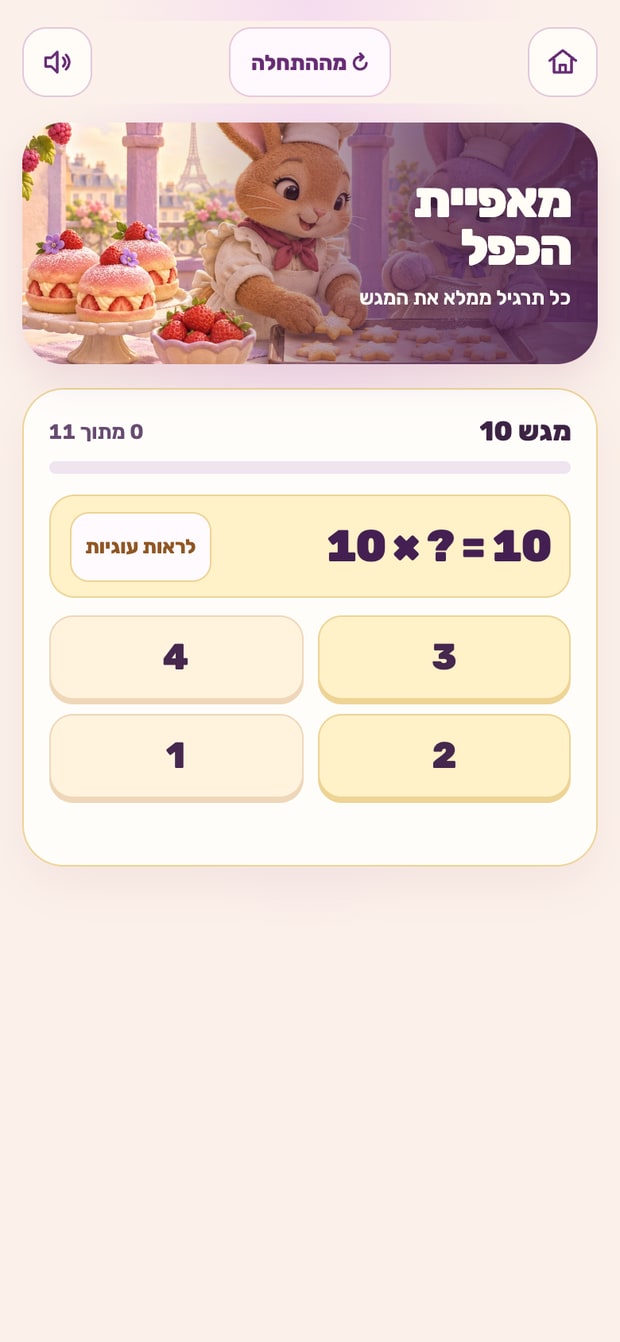 מההתחלה
מאפיית
הכפל
כל תרגיל ממלא את המגש
מגש 10
0 מתוך 11
10 × ? = 10
לראות עוגיות
3
4
2
1